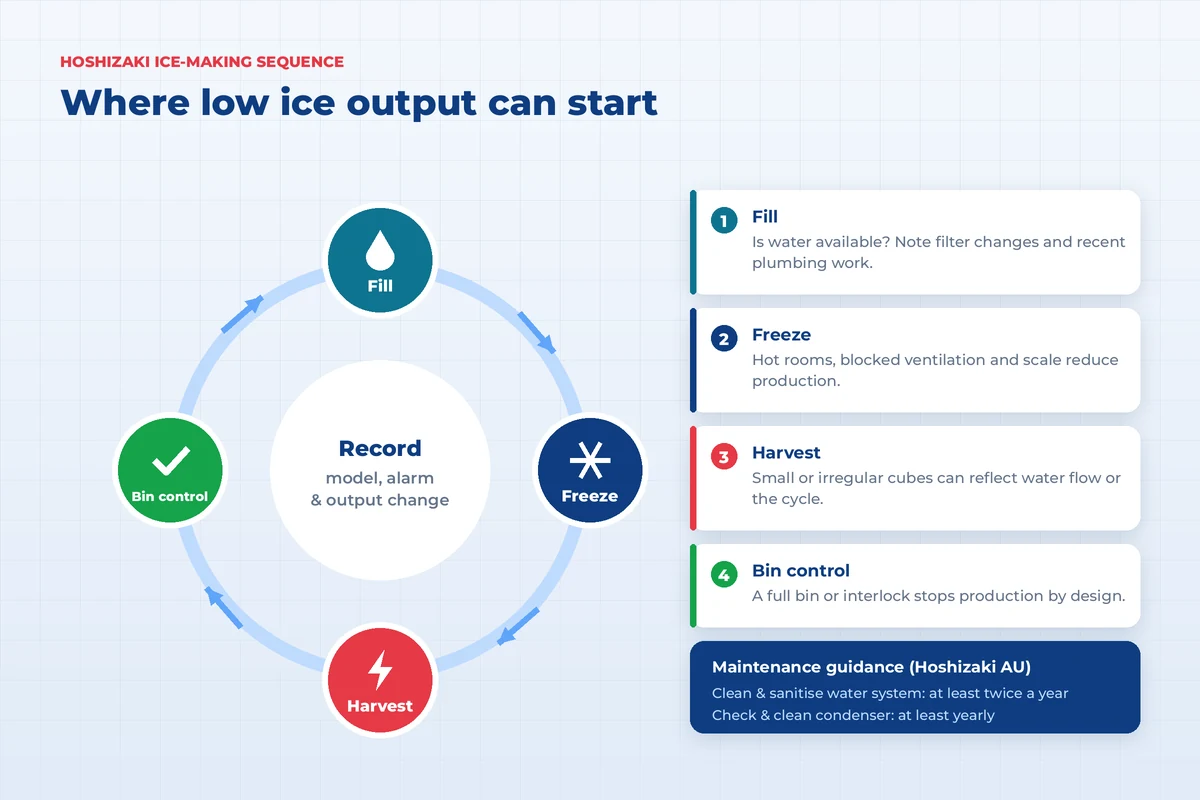 HOSHIZAKI ICE-MAKING SEQUENCE
Where low ice output can start
Fill
Freeze
Harvest
Bin control
Record
model, alarm
& output change
1
Fill
Is water available? Note filter changes and recent
plumbing work.
2
Freeze
Hot rooms, blocked ventilation and scale reduce
production.
3
Harvest
Small or irregular cubes can reflect water flow or
the cycle.
4
Bin control
A full bin or interlock stops production by design.
Maintenance guidance (Hoshizaki AU)
Clean & sanitise water system: at least twice a year
Check & clean condenser: at least yearly